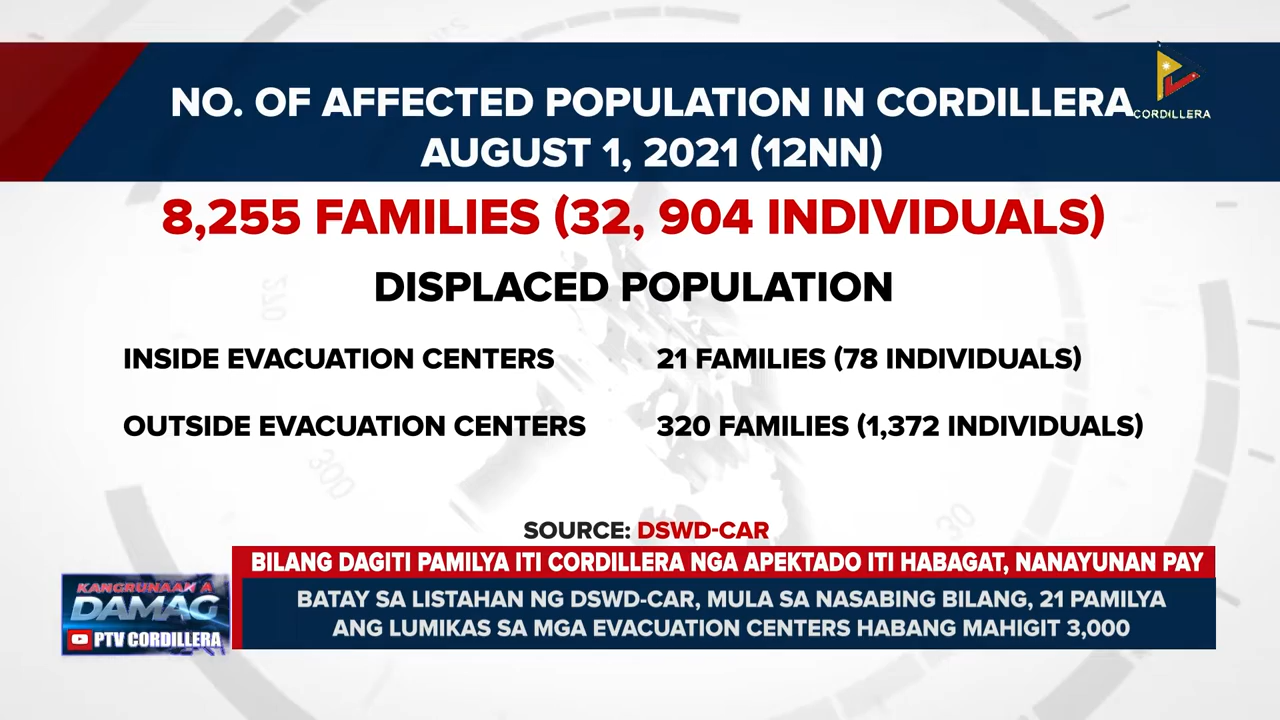 NO. OF AFFECTED POPULATION IN CORDILLERA
AUGUST 1, 2021 (12NN)
CORDILLERA
8,255 FAMILIES (32, 904 INDIVIDUALS)
DISPLACED POPULATION
INSIDE EVACUATION CENTERS 21 FAMILIES (78 INDIVIDUALS)
OUTSIDE EVACUATION CENTERS 320 FAMILIES (1,372 INDIVIDUALS)
270
300
30
SOURCE: DSWD-CAR
BILANG DAGITI PAMILYA ITI CORDILLERA NGA APEKTADO ITI HABAGAT, NANAYUNAN PAY
KANGRUNAAN A
DAMAG
PTV CORDILLERA
BATAY SA LISTAHAN NG DSWD-CAR, MULA SA NASABING BILANG, 21 PAMILYA
ANG LUMIKAS SA MGA EVACUATION CENTERS HABANG MAHIGIT 3,000